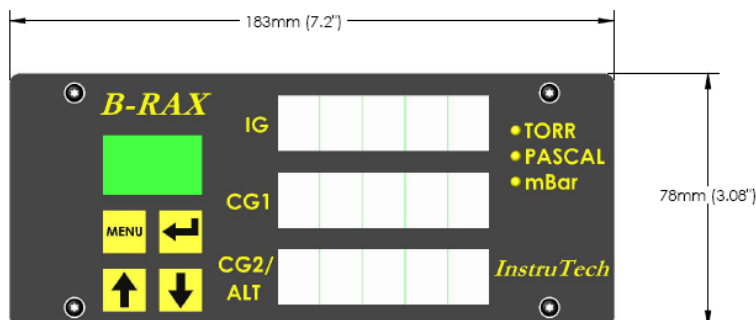 183mm (7.2")
B-RAX
IG
TORR
PASCAL
mBar
CG1
78mm (3.08")
MENU
CG2/
ALT
InstruTech